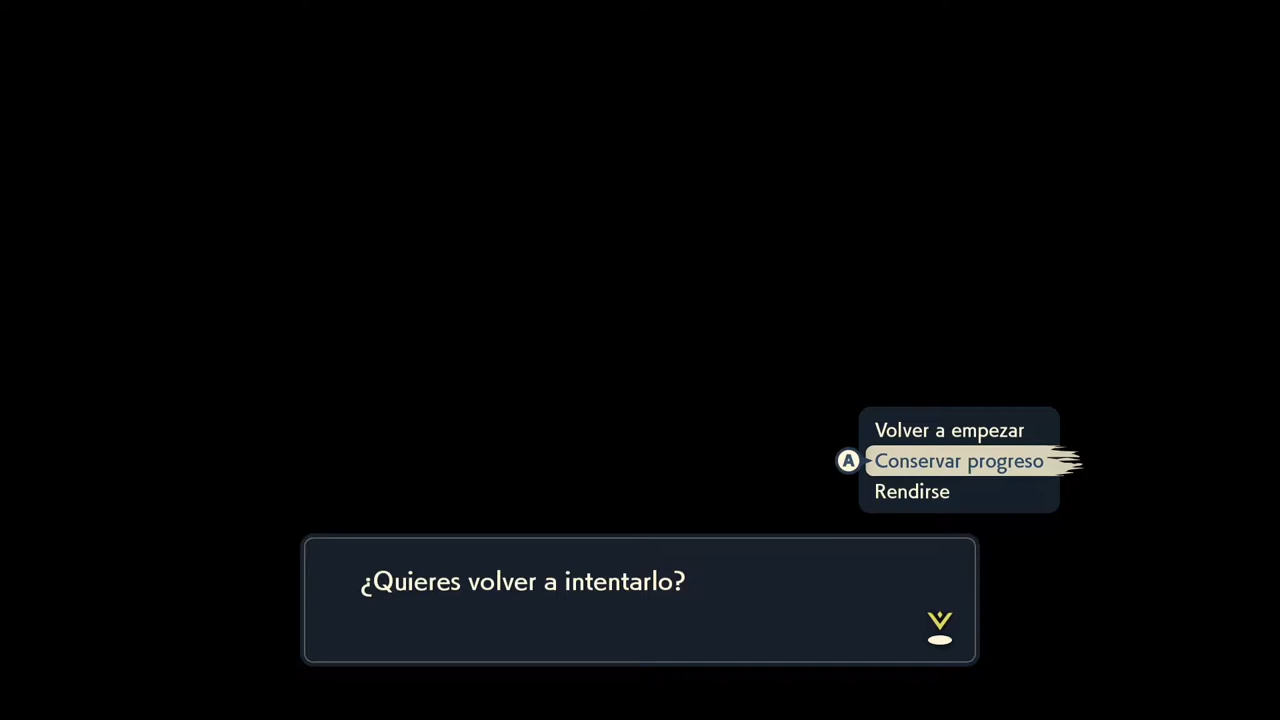 Volver a empezar
A Conservar progreso
Rendirse
¿Quieres volver a intentarlo?